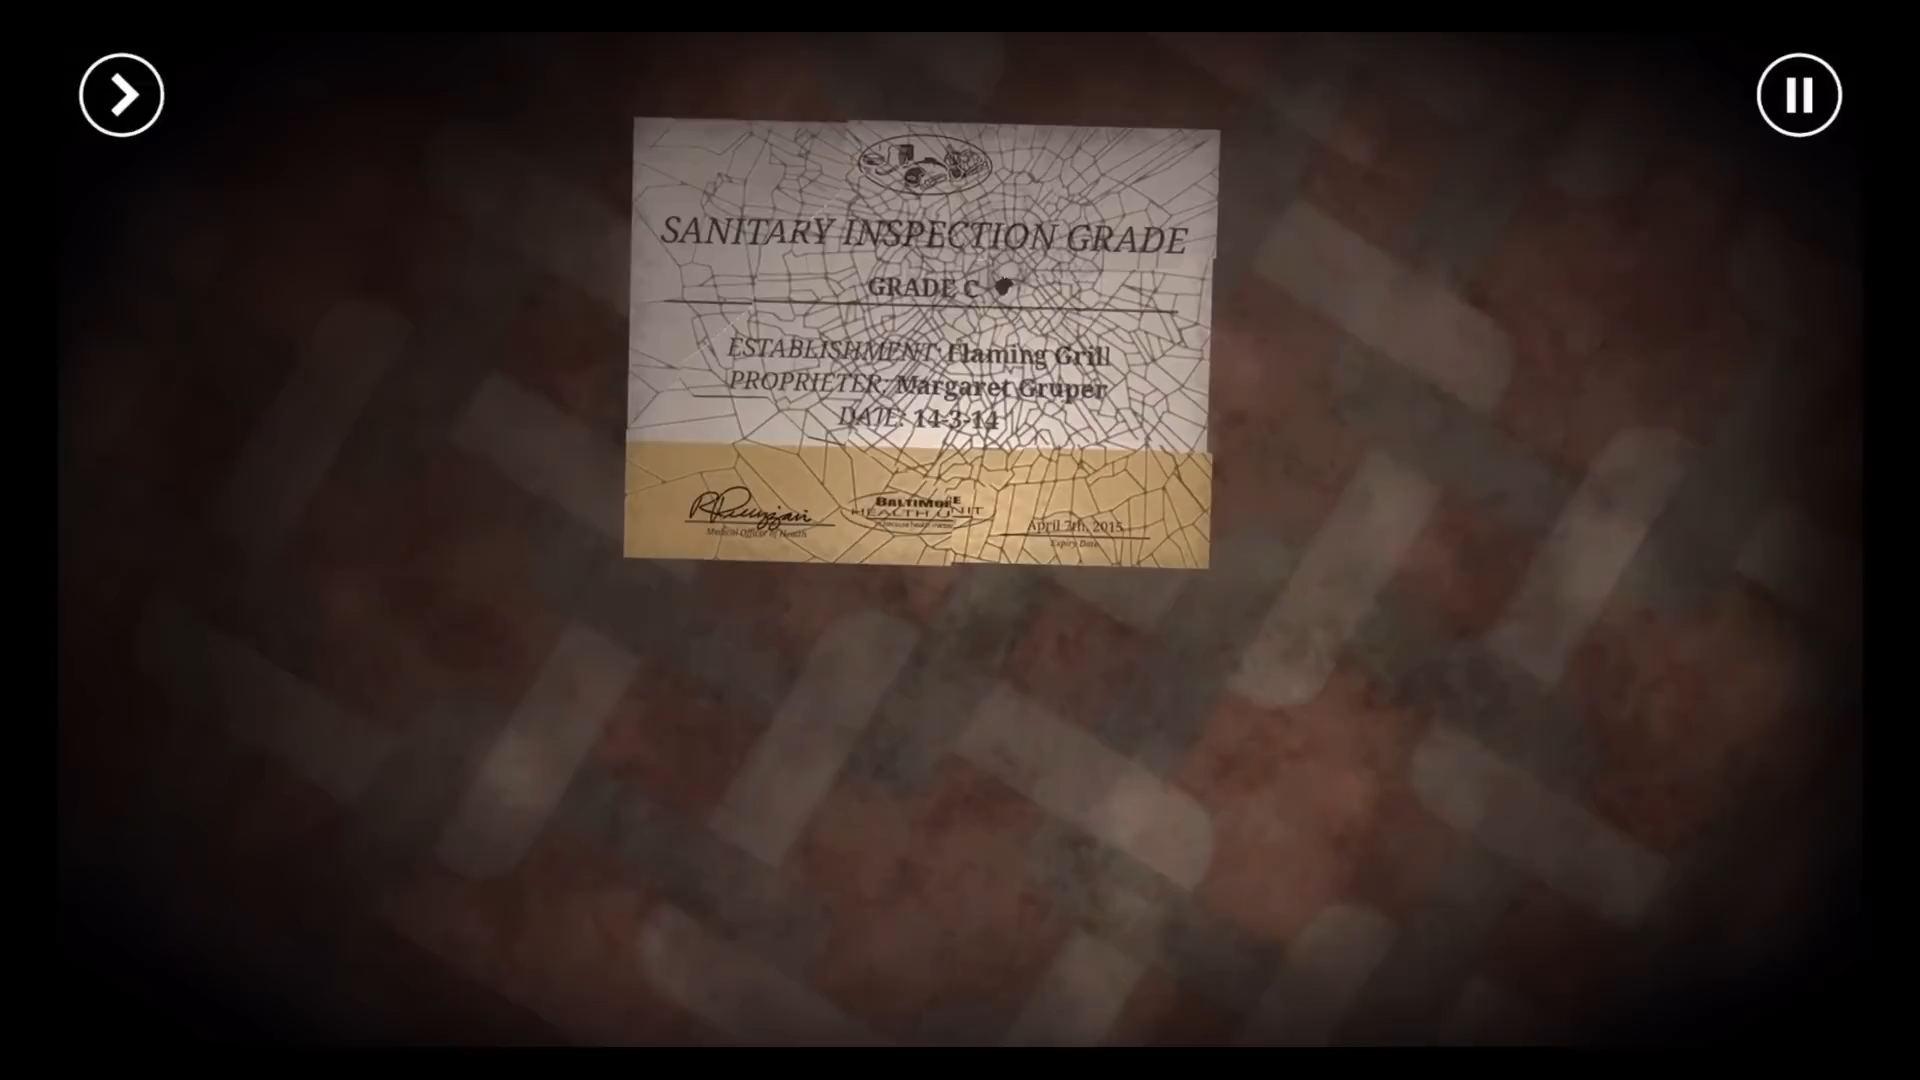 SANITARY INSPECTION GRADE
GRADE C
ESTABLISHMENT: Flaming Grill
PROPRIETER: Margaret Gruper
DATE: 14-3-14
BALTIMORE
HEALTH UNIT
April 7th, 2015
Medical Officer of Health
Expiry Date